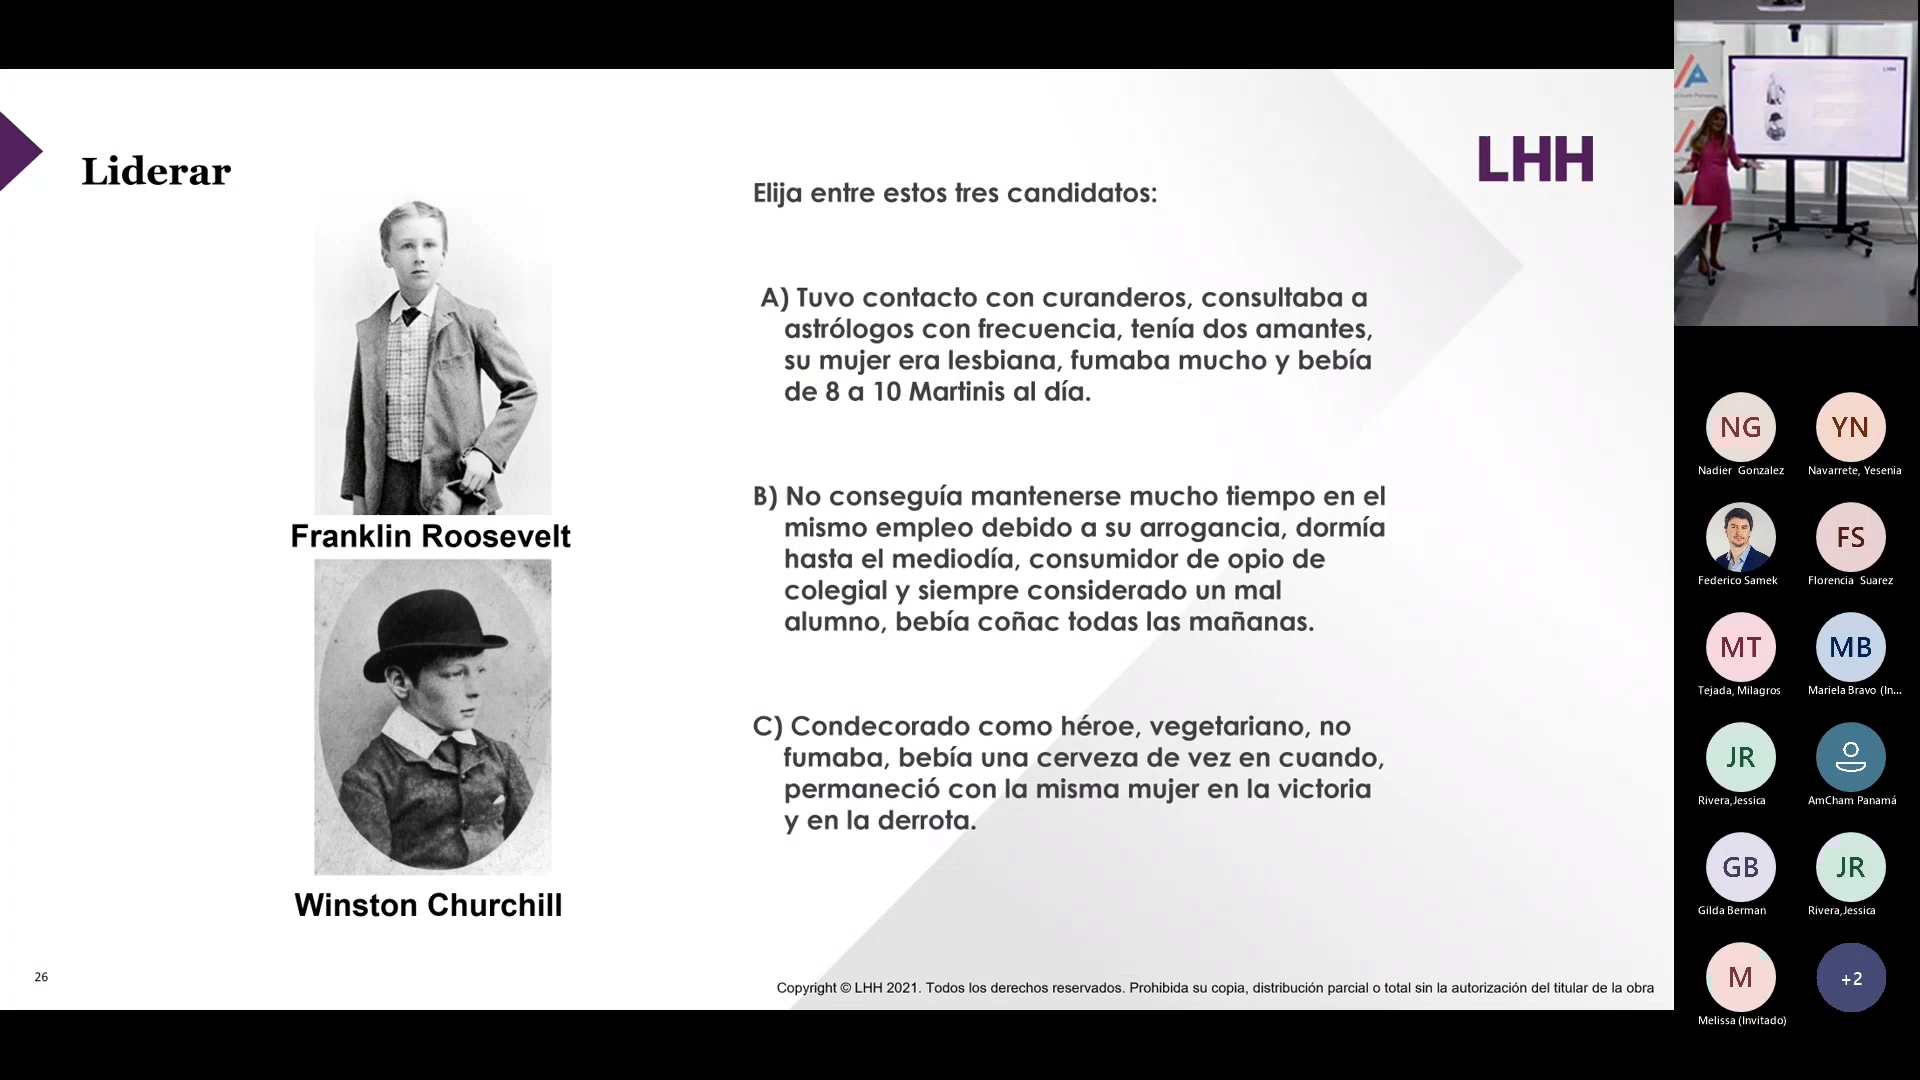 Liderar
LHH
Franklin Roosevelt
Winston Churchill
Elija entre estos tres candidatos:
A) Tuvo contacto con curanderos, consultaba a
astrólogos con frecuencia, tenía dos amantes,
su mujer era lesbiana, fumaba mucho y bebía
de 8 a 10 Martinis al día.
B) No conseguía mantenerse mucho tiempo en el
mismo empleo debido a su arrogancia, dormía
hasta el mediodía, consumidor de opio de
colegial y siempre considerado un mal
alumno, bebía coñac todas las mañanas.
C) Condecorado como héroe, vegetariano, no
fumaba, bebía una cerveza de vez en cuando,
permaneció con la misma mujer en la victoria
y en la derrota.
26
Copyright © LHH 2021. Todos los derechos reservados. Prohibida su copia, distribución parcial o total sin la autorización del titular de la obra
LHH
NG
Nadier Gonzalez
YN
Navarrete, Yesenia
Federico Samek
FS
Florencia Suarez
MT
Tejada, Milagros
MB
Mariela Bravo (In...
JR
Rivera,Jessica
AmCham Panamá
GB
Gilda Berman
JR
Rivera,Jessica
M
Melissa (Invitado)
+2